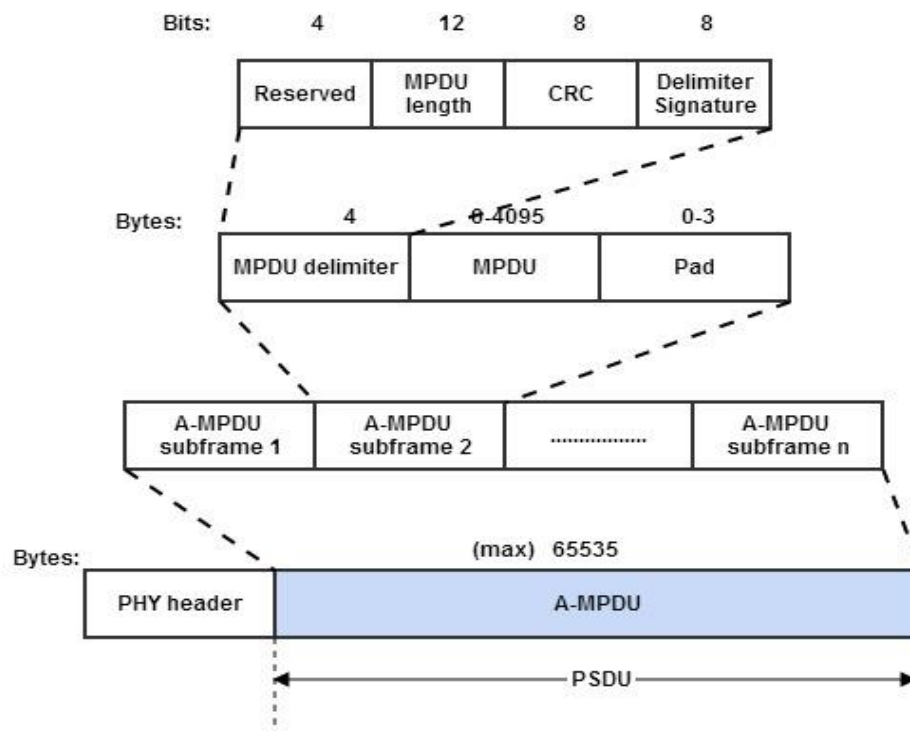 Bits: 4 12 8 8
Reserved MPDU length CRC Delimiter Signature
Bytes: 4 0-4095 0-3
MPDU delimiter MPDU Pad
A-MPDU subframe 1 A-MPDU subframe 2 ................. A-MPDU subframe n
Bytes: (max) 65535
PHY header A-MPDU
PSDU